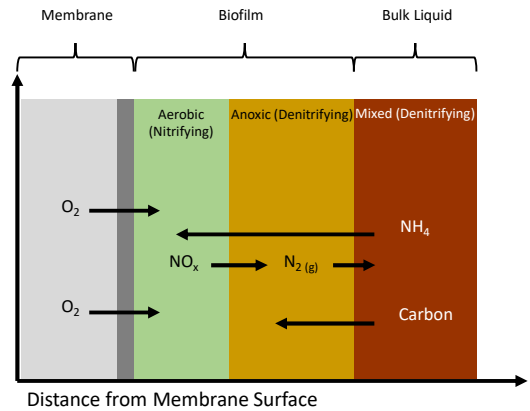 Membrane
Biofilm
Bulk Liquid
Aerobic
(Nitrifying)
Anoxic (Denitrifying)
Mixed (Denitrifying)
O₂
NH₄
NOₓ
N₂ (g)
O₂
Carbon
Distance from Membrane Surface